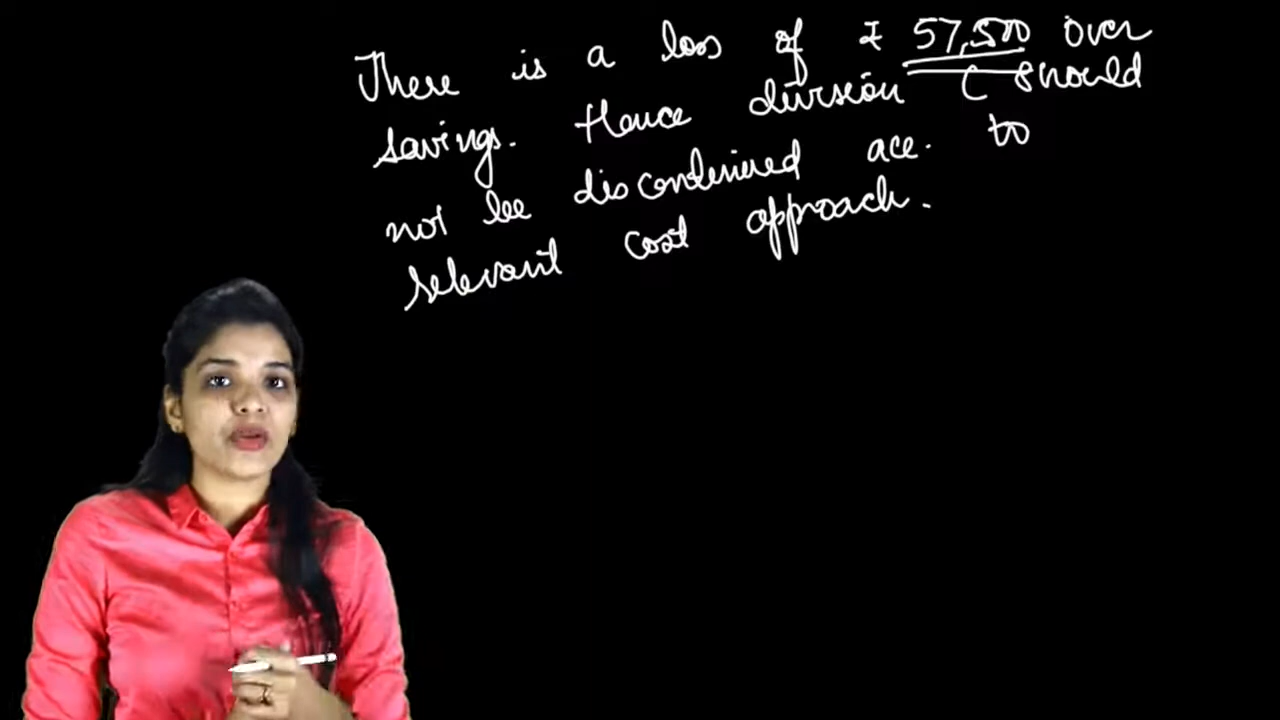 There is a loss of ₹ 57,500 over
savings. Hence division C should
not be discontinued acc. to
relevant cost approach.